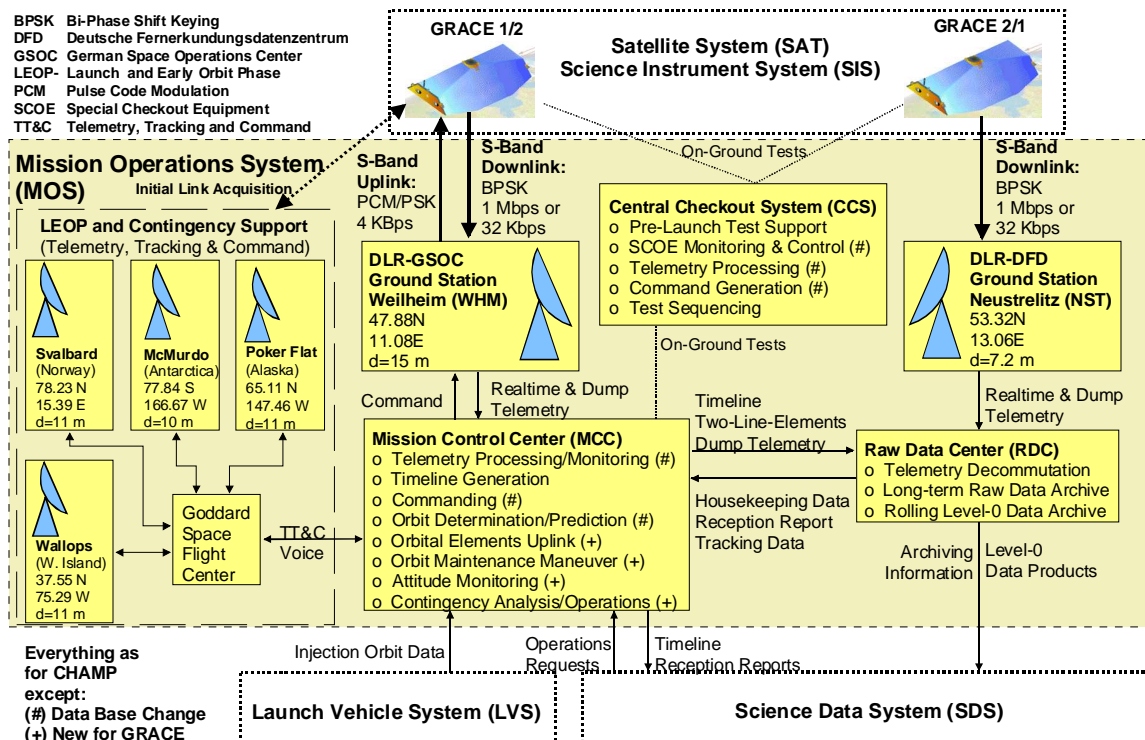 BPSK Bi-Phase Shift Keying
DFD Deutsche Fernerkundungsdatenzentrum
GSOC German Space Operations Center
LEOP- Launch and Early Orbit Phase
PCM Pulse Code Modulation
SCOE Special Checkout Equipment
TT&C Telemetry, Tracking and Command
GRACE 1/2
GRACE 2/1
Satellite System (SAT)
Science Instrument System (SIS)
Mission Operations System
(MOS)
Initial Link Acquisition
S-Band
Uplink:
PCM/PSK
4 KBps
S-Band
Downlink:
BPSK
1 Mbps or
32 Kbps
On-Ground Tests
S-Band
Downlink:
BPSK
1 Mbps or
32 Kbps
LEOP and Contingency Support
(Telemetry, Tracking & Command)
Svalbard
(Norway)
78.23 N
15.39 E
d=11 m
McMurdo
(Antarctica)
77.84 S
166.67 W
d=10 m
Poker Flat
(Alaska)
65.11 N
147.46 W
d=11 m
Wallops
(W. Island)
37.55 N
75.29 W
d=11 m
Goddard
Space
Flight
Center
TT&C
Voice
DLR-GSOC
Ground Station
Weilheim (WHM)
47.88N
11.08E
d=15 m
Central Checkout System (CCS)
o Pre-Launch Test Support
o SCOE Monitoring & Control (#)
o Telemetry Processing (#)
o Command Generation (#)
o Test Sequencing
DLR-DFD
Ground Station
Neustrelitz (NST)
53.32N
13.06E
d=7.2 m
On-Ground Tests
Command
Realtime & Dump
Telemetry
Timeline
Two-Line-Elements
Dump Telemetry
Realtime & Dump
Telemetry
Mission Control Center (MCC)
o Telemetry Processing/Monitoring (#)
o Timeline Generation
o Commanding (#)
o Orbit Determination/Prediction (#)
o Orbital Elements Uplink (+)
o Orbit Maintenance Maneuver (+)
o Attitude Monitoring (+)
o Contingency Analysis/Operations (+)
Housekeeping Data
Reception Report
Tracking Data
Raw Data Center (RDC)
o Telemetry Decommutation
o Long-term Raw Data Archive
o Rolling Level-0 Data Archive
Archiving
Information
Level-0
Data Products
Everything as
for CHAMP
except:
(#) Data Base Change
(+) New for GRACE
Injection Orbit Data
Operations
Requests
Timeline
Reception Reports
Launch Vehicle System (LVS)
Science Data System (SDS)